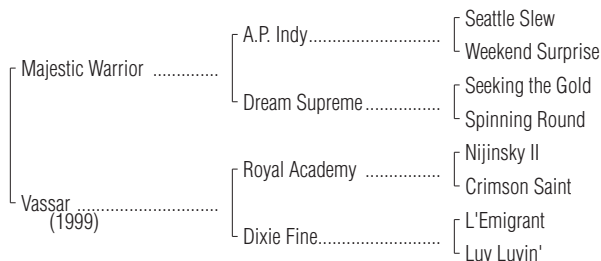 Seattle Slew
A.P. Indy..............................
Weekend Surprise
Majestic Warrior ...............
Seeking the Gold
Dream Supreme .................
Spinning Round
Nijinsky II
Royal Academy .................
Crimson Saint
Vassar .................................
(1999)
L'Emigrant
Dixie Fine............................
Luv Luvin'